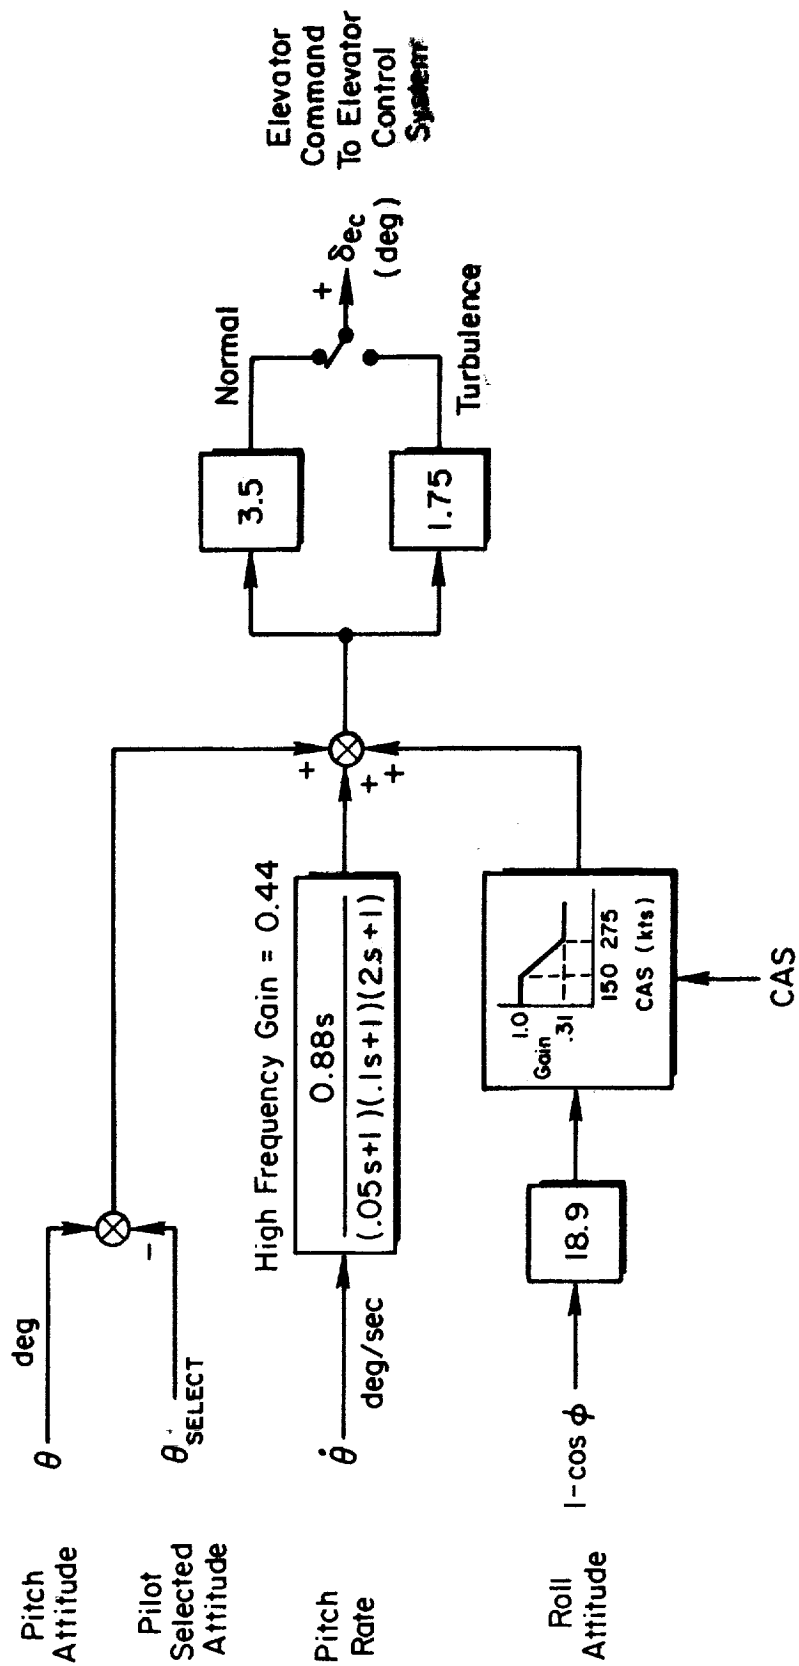 Pitch
Attitude
θ
deg
Pilot
Selected
Attitude
θ SELECT
−
Pitch
Rate
θ̇
deg/sec
High Frequency Gain = 0.44
0.88s
(.05s+1)(.1s+1)(2s+1)
Roll
Attitude
1-cos ϕ
18.9
1.0
Gain
.31
150 275
CAS (kts)
CAS
+
+
+
3.5
Normal
1.75
Turbulence
+
δec
(deg)
Elevator
Command
To Elevator
Control
System